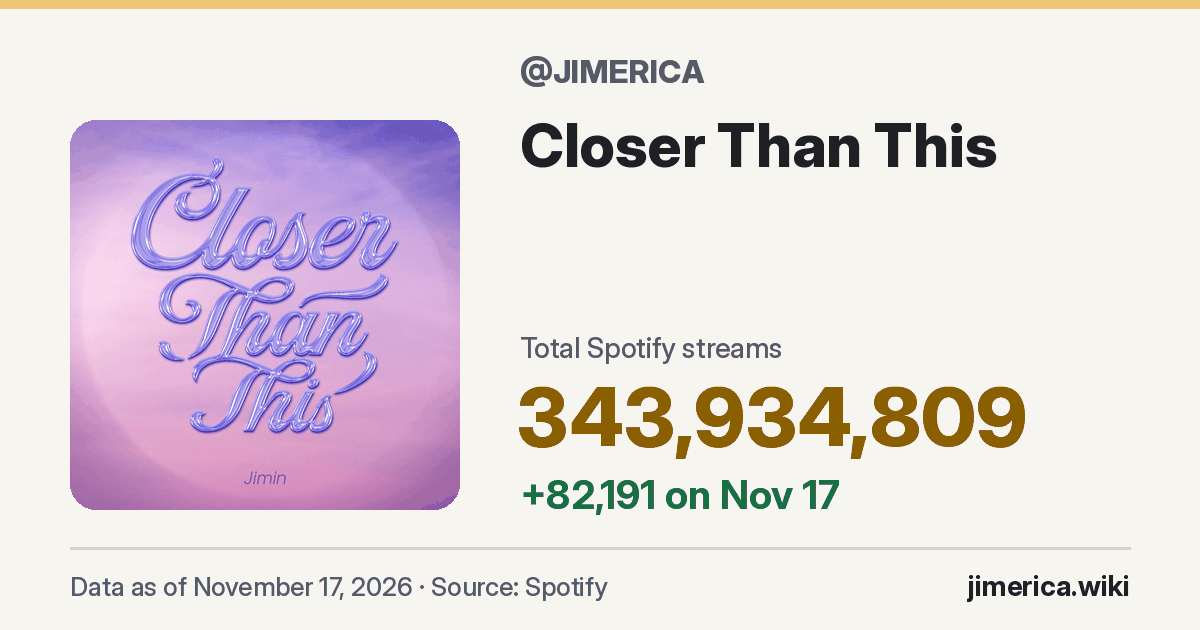 @JIMERICA
Closer Than This
Closer
Than
This
Jimin
Total Spotify streams
343,934,809
+82,191 on Nov 17
Data as of November 17, 2026 · Source: Spotify
jimerica.wiki